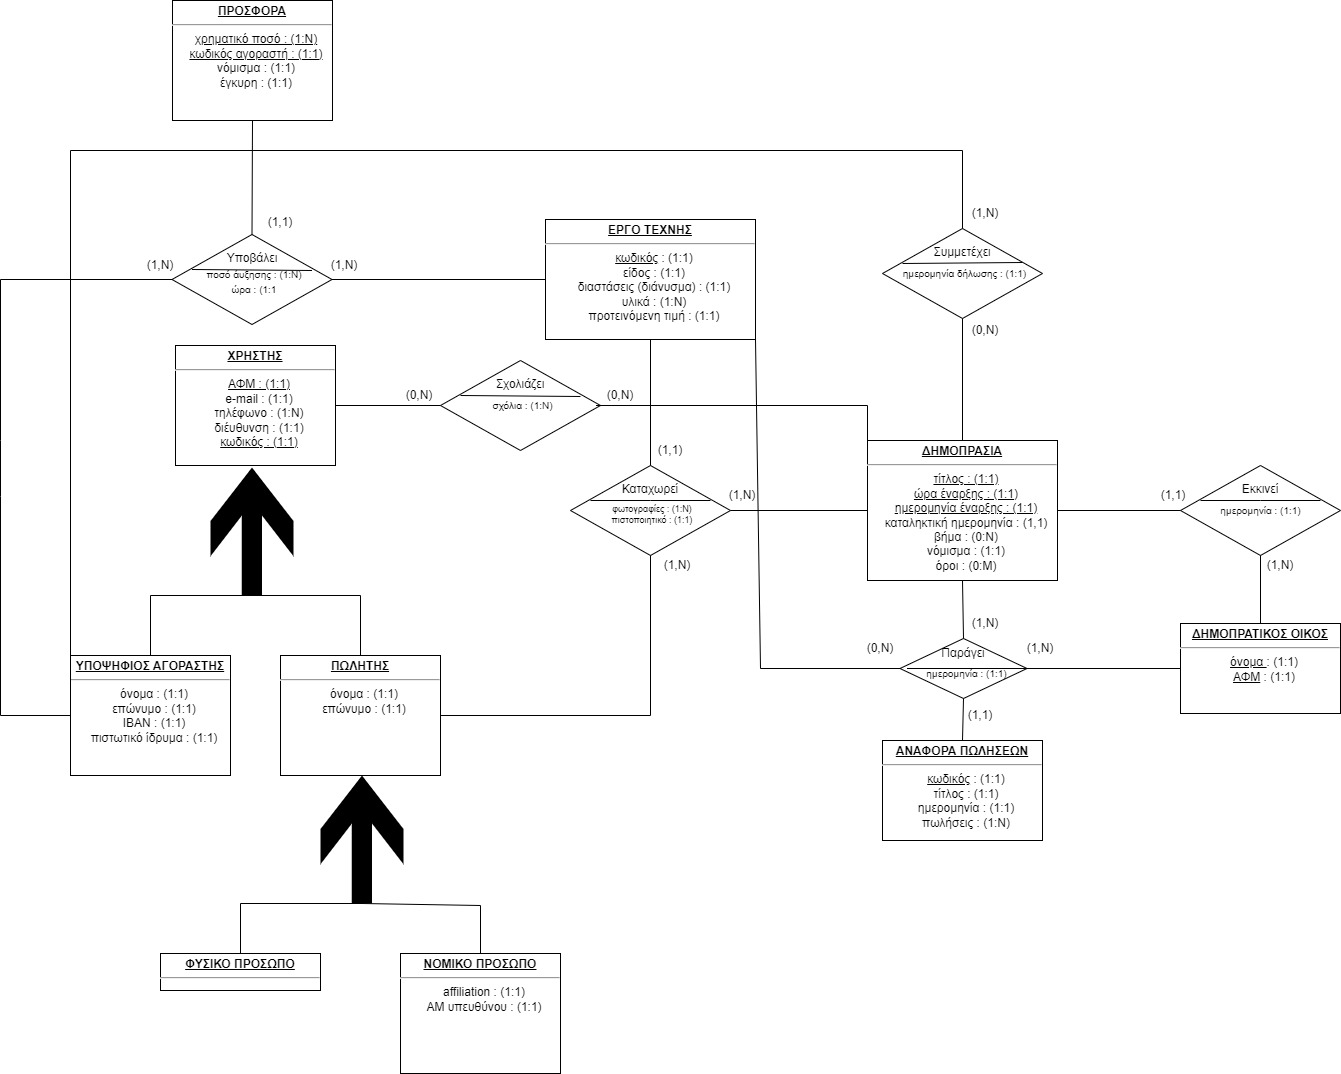 ΠΡΟΣΦΟΡΑ
χρηματικό ποσό : (1:N)
κωδικός αγοραστή : (1:1)
νόμισμα : (1:1)
έγκυρη : (1:1)
(1,1)
(1,N)
Υποβάλει
ποσό άυξησης : (1:N)
ώρα : (1:1
(1,N)
ΕΡΓΟ ΤΕΧΝΗΣ
κωδικός : (1:1)
είδος : (1:1)
διαστάσεις (διάνυσμα) : (1:1)
υλικά : (1:N)
προτεινόμενη τιμή : (1:1)
(1,N)
Συμμετέχει
ημερομηνία δήλωσης : (1:1)
(0,N)
ΧΡΗΣΤΗΣ
ΑΦΜ : (1:1)
e-mail : (1:1)
τηλέφωνο : (1:N)
διέυθυνση : (1:1)
κωδικός : (1:1)
(0,N)
Σχολιάζει
σχόλια : (1:N)
(0,N)
(1,1)
Καταχωρεί
φωτογραφίες : (1:N)
πιστοποιητικό : (1:1)
(1,N)
(1,N)
ΔΗΜΟΠΡΑΣΙΑ
τίτλος : (1:1)
ώρα έναρξης : (1:1)
ημερομηνία έναρξης : (1:1)
καταληκτική ημερομηνία : (1,1)
βήμα : (0:N)
νόμισμα : (1:1)
όροι : (0:M)
(1,1)
Εκκινεί
ημερομηνία : (1:1)
(1,N)
ΔΗΜΟΠΡΑΤΙΚΟΣ ΟΙΚΟΣ
όνομα : (1:1)
ΑΦΜ : (1:1)
(1,N)
(0,N)
Παράγει
ημερομηνία : (1:1)
(1,N)
(1,1)
ΥΠΟΨΗΦΙΟΣ ΑΓΟΡΑΣΤΗΣ
όνομα : (1:1)
επώνυμο : (1:1)
IBAN : (1:1)
πιστωτικό ίδρυμα : (1:1)
ΠΩΛΗΤΗΣ
όνομα : (1:1)
επώνυμο : (1:1)
ΑΝΑΦΟΡΑ ΠΩΛΗΣΕΩΝ
κωδικός : (1:1)
τίτλος : (1:1)
ημερομηνία : (1:1)
πωλήσεις : (1:N)
ΦΥΣΙΚΟ ΠΡΟΣΩΠΟ
ΝΟΜΙΚΟ ΠΡΟΣΩΠΟ
affiliation : (1:1)
ΑΜ υπευθύνου : (1:1)